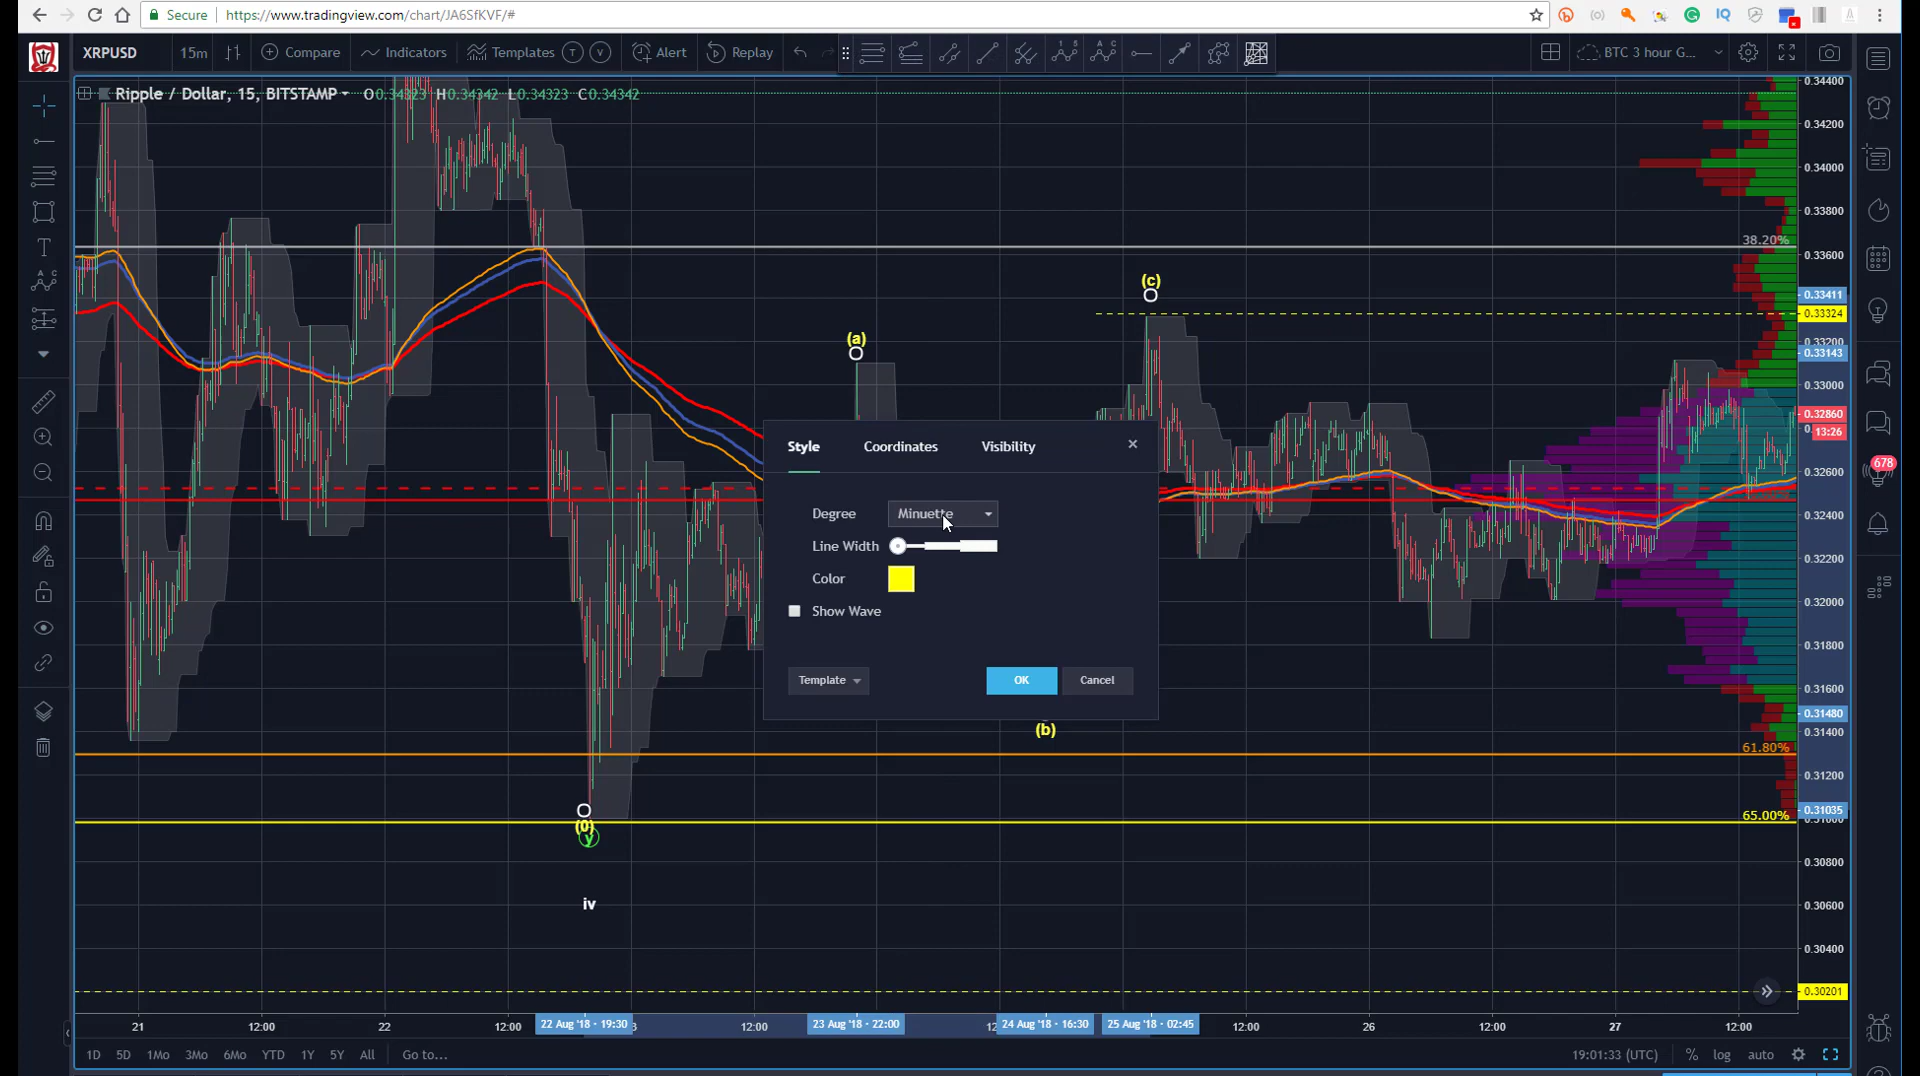 Secure https://www.tradingview.com/chart/JA6SfKVF/#
XRPUSD 15m Compare Indicators Templates T V Alert Replay BTC 3 hour G...
Ripple / Dollar, 15, BITSTAMP O0.34323 H0.34342 L0.34323 C0.34342
0.34400
0.34200
0.34000
0.33800
38.20%
0.33600
(c)
0.33411
0.33324
(a)
0.33200
0.33143
0.33000
0.32860
13:26
678
Style Coordinates Visibility
0.32600
Degree Minuette
0.32400
Line Width
0.32200
Color
0.32000
Show Wave
0.31800
Template OK Cancel
0.31600
0.31480
(b)
0.31400
61.80%
0.31200
0.31035
65.00%
0.31000
(0)
y
0.30800
iv
0.30600
0.30400
0.30201
21 12:00 22 12:00 22 Aug '18 - 19:30 12:00 23 Aug '18 - 22:00 24 Aug '18 - 16:30 25 Aug '18 - 02:45 12:00 26 12:00 27 12:00
1D 5D 1Mo 3Mo 6Mo YTD 1Y 5Y All Go to... 19:01:33 (UTC) % log auto